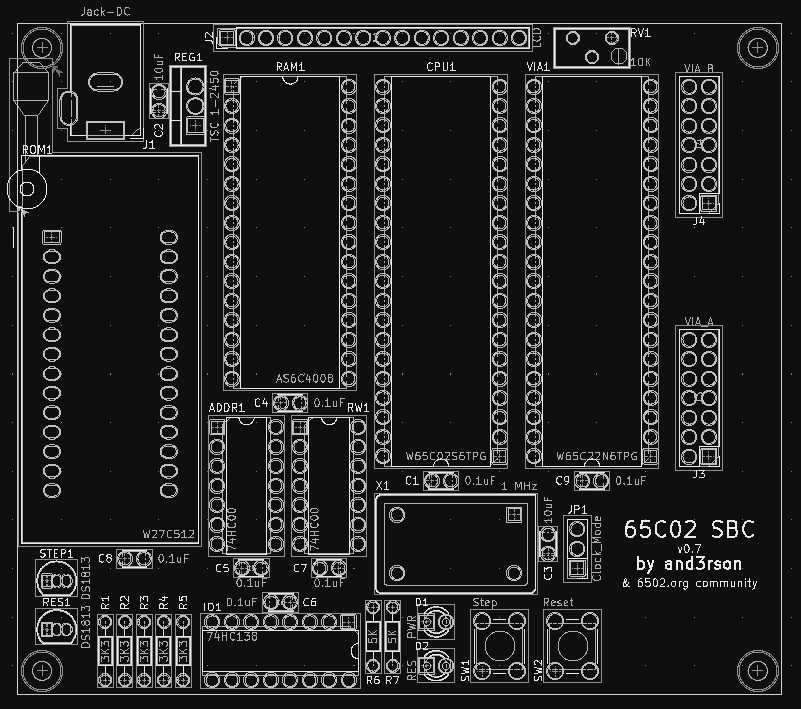 Jack-DC
J2
LCD
RV1
10K
10uF
REG1
TSC 1-2450
C2
J1
RAM1
CPU1
VIA1
VIA_B
J4
ROM1
AS6C4008
C4
0.1uF
ADDR1
RW1
W65C02S6TPG
W65C22N6TPG
VIA_A
J3
C1
0.1uF
1 MHz
C9
0.1uF
X1
10uF
JP1
Clock_Mode
C3
W27C512
74HC00
74HC00
65C02 SBC
v0.7
by and3rson
& 6502.org community
STEP1
C8
0.1uF
DS1813
C5
0.1uF
C7
0.1uF
RES1
DS1813
R1
R2
R3
R4
R5
3K3
3K3
3K3
3K3
3K3
IO1
0.1uF
C6
74HC138
5K
5K
R6
R7
D1
PWR
D2
RES
Step
SW1
Reset
SW2